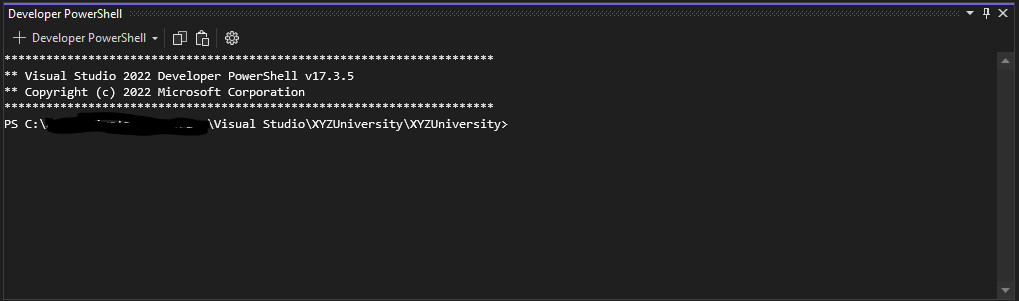 Developer PowerShell
Developer PowerShell
**********************************************************************
** Visual Studio 2022 Developer PowerShell v17.3.5
** Copyright (c) 2022 Microsoft Corporation
**********************************************************************
PS C:\ \Visual Studio\XYZUniversity\XYZUniversity>